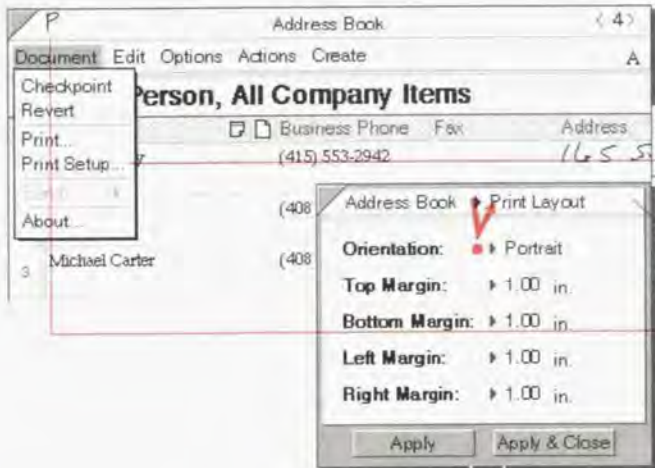 P
Address Book < 4 >
Document Edit Options Actions Create A
Person, All Company Items
Checkpoint
Revert
Print...
Print Setup...
About...
Business Phone Fax Address
(415) 553-2942 165 S
(408
3 Michael Carter (408
Address Book Print Layout
Orientation: Portrait
Top Margin: 1.00 in.
Bottom Margin: 1.00 in.
Left Margin: 1.00 in.
Right Margin: 1.00 in.
Apply Apply & Close